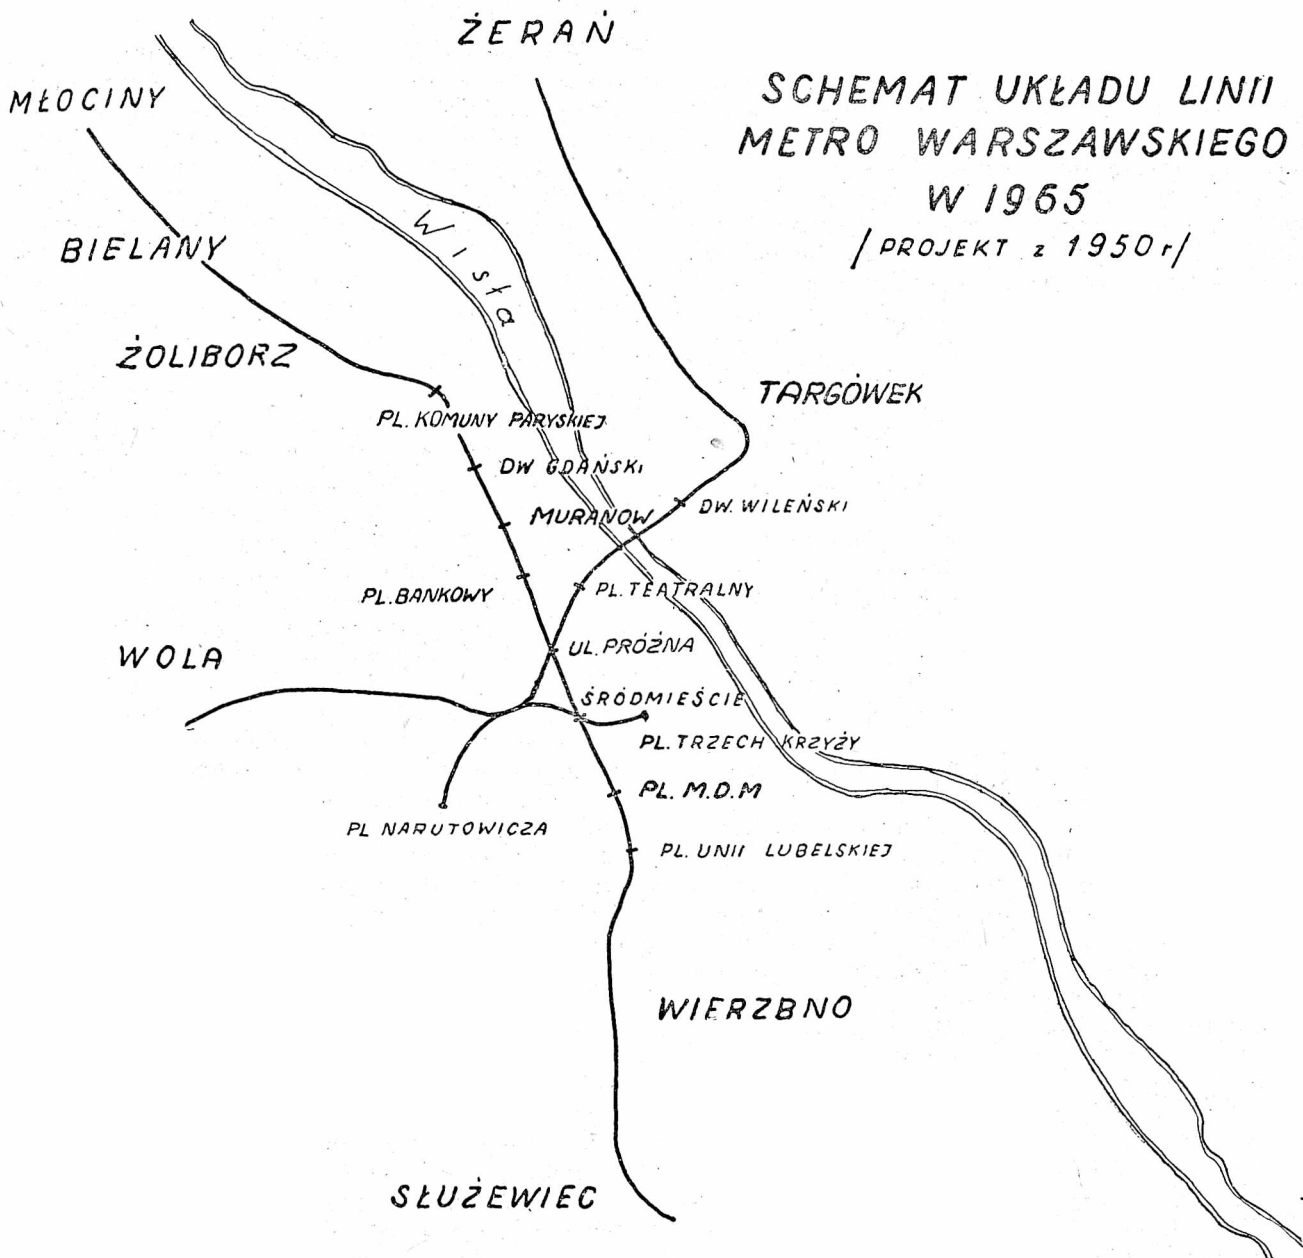 ŻERAŃ
MŁOCINY
SCHEMAT UKŁADU LINII
METRO WARSZAWSKIEGO
W 1965
/PROJEKT z 1950 r/
BIELANY
Wisła
ŻOLIBORZ
TARGÓWEK
PL. KOMUNY PARYSKIEJ
DW GDAŃSKI
DW. WILEŃSKI
MURANOW
PL. BANKOWY
PL. TEATRALNY
UL. PRÓŻNA
WOLA
ŚRÓDMIEŚCIE
PL. TRZECH KRZYŻY
PL. M.D.M
PL NARUTOWICZA
PL. UNII LUBELSKIEJ
WIERZBNO
SŁUŻEWIEC